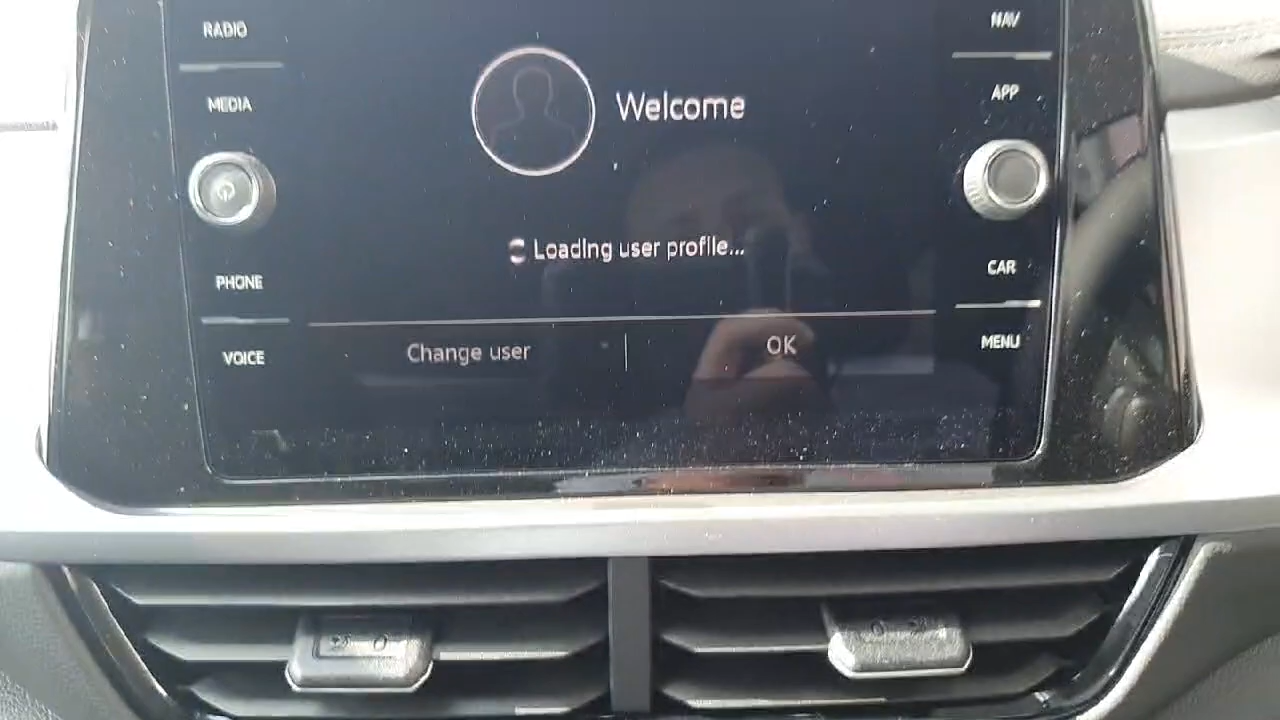 RADIO
NAV
MEDIA
APP
Welcome
Loading user profile...
PHONE
CAR
VOICE
Change user
OK
MENU